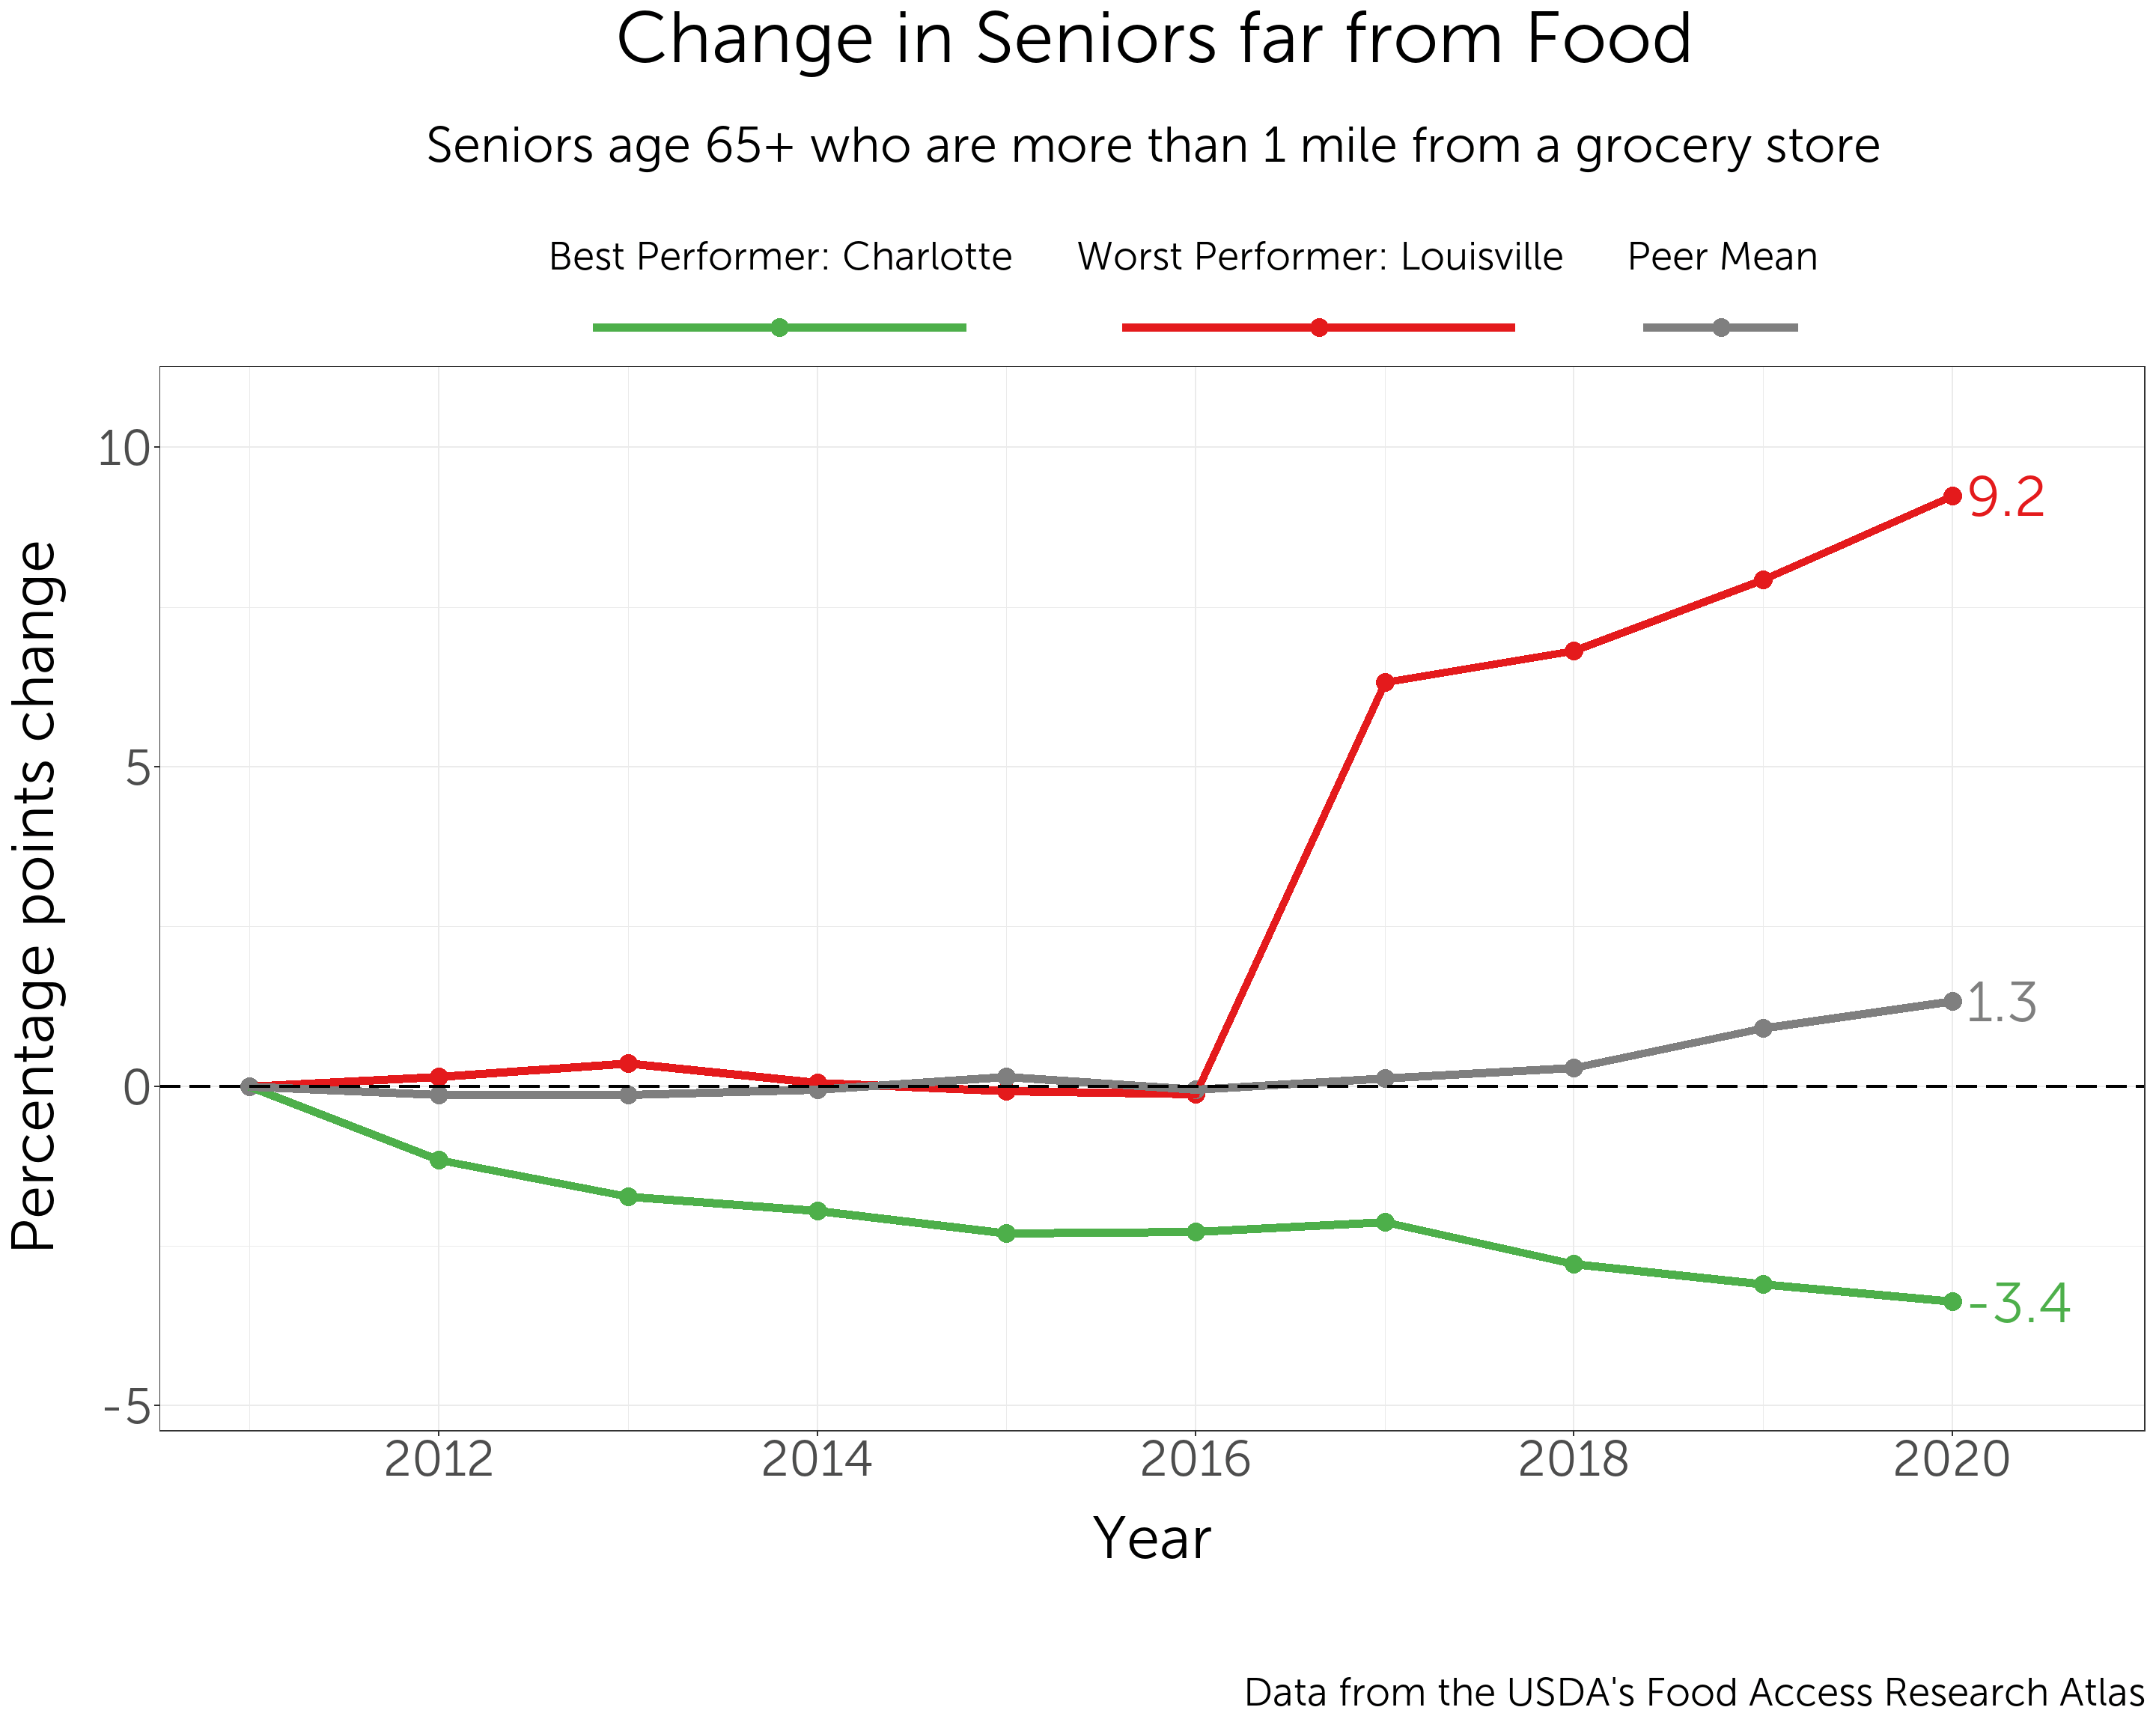 Change in Seniors far from Food
Seniors age 65+ who are more than 1 mile from a grocery store
Best Performer: Charlotte Worst Performer: Louisville Peer Mean
Percentage points change
10
5
0
-5
9.2
1.3
-3.4
2012 2014 2016 2018 2020
Year
Data from the USDA's Food Access Research Atlas